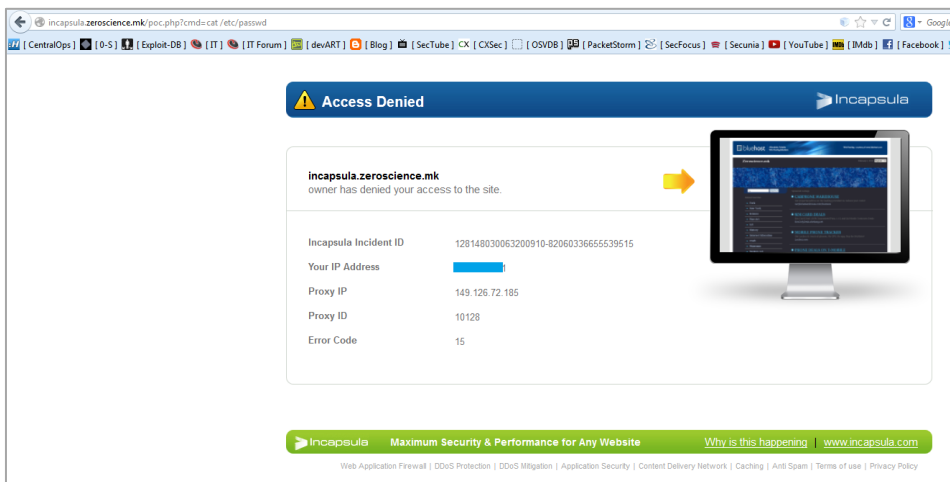 incapsula.zeroscience.mk/poc.php?cmd=cat /etc/passwd
Google
[ CentralOps ] [ 0-S ] [ Exploit-DB ] [ IT ] [ IT Forum ] [ devART ] [ Blog ] [ SecTube ] CX [ CXSec ] [ OSVDB ] [ PacketStorm ] [ SecFocus ] [ Secunia ] [ YouTube ] IMDb [ IMdb ] [ Facebook ]
Access Denied
Incapsula
bluehost
incapsula.zeroscience.mk
owner has denied your access to the site.
Incapsula Incident ID 128148030063200910-82060336655539515
Your IP Address
Proxy IP 149.126.72.185
Proxy ID 10128
Error Code 15
Incapsula Maximum Security & Performance for Any Website Why is this happening | www.incapsula.com
Web Application Firewall | DDoS Protection | DDoS Mitigation | Application Security | Content Delivery Network | Caching | Anti Spam | Terms of use | Privacy Policy